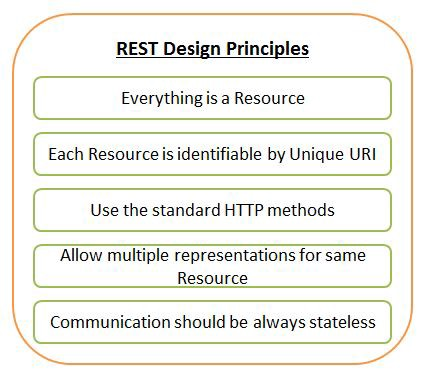 REST Design Principles
Everything is a Resource
Each Resource is identifiable by Unique URI
Use the standard HTTP methods
Allow multiple representations for same
Resource
Communication should be always stateless